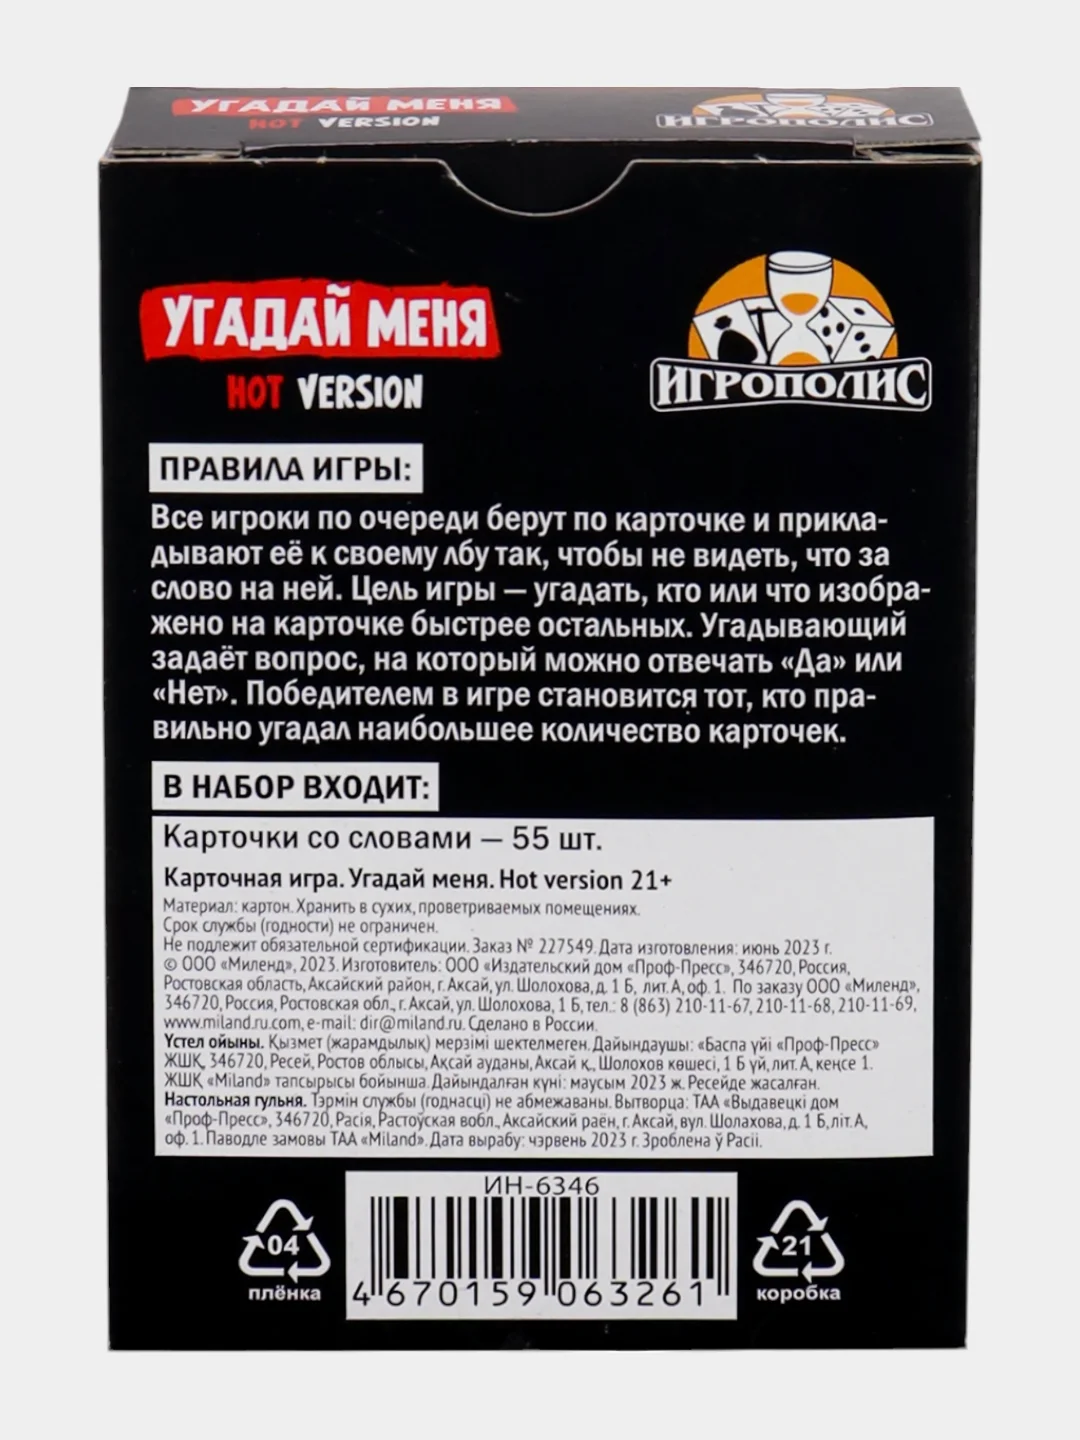 УГАДАЙ МЕНЯ
HOT VERSION
ИГРОПОЛИС
УГАДАЙ МЕНЯ
HOT VERSION
ИГРОПОЛИС
ПРАВИЛА ИГРЫ:
Все игроки по очереди берут по карточке и прикла-
дывают её к своему лбу так, чтобы не видеть, что за
слово на ней. Цель игры — угадать, кто или что изобра-
жено на карточке быстрее остальных. Угадывающий
задаёт вопрос, на который можно отвечать «Да» или
«Нет». Победителем в игре становится тот, кто пра-
вильно угадал наибольшее количество карточек.
В НАБОР ВХОДИТ:
Карточки со словами — 55 шт.
Карточная игра. Угадай меня. Hot version 21+
Материал: картон. Хранить в сухих, проветриваемых помещениях.
Срок службы (годности) не ограничен.
Не подлежит обязательной сертификации. Заказ № 227549. Дата изготовления: июнь 2023 г.
© ООО «Миленд», 2023. Изготовитель: ООО «Издательский дом «Проф-Пресс», 346720, Россия,
Ростовская область, Аксайский район, г. Аксай, ул. Шолохова, д. 1 Б, лит. А, оф. 1. По заказу ООО «Миленд»,
346720, Россия, Ростовская обл., г. Аксай, ул. Шолохова, 1 Б, тел.: 8 (863) 210-11-67, 210-11-68, 210-11-69,
www.miland.ru.com, e-mail: dir@miland.ru. Сделано в России.
Үстел ойыны. Қызмет (жарамдылық) мерзімі шектелмеген. Дайындаушы: «Баспа үйі «Проф-Пресс»
ЖШҚ, 346720, Ресей, Ростов облысы, Ақсай ауданы, Ақсай қ., Шолохов көшесі, 1 Б үй, лит. А, кеңсе 1.
ЖШҚ «Miland» тапсырысы бойынша. Дайындалған күні: маусым 2023 ж. Ресейде жасалған.
Настольная гульня. Тэрмін службы (годнасці) не абмежаваны. Вытворца: ТАА «Выдавецкі дом
«Проф-Пресс», 346720, Расія, Растоўская вобл., Аксайский раён, г. Аксай, вул. Шолахова, д. 1 Б, літ. А,
оф. 1. Паводле замовы ТАА «Miland». Дата вырабу: чэрвень 2023 г. Зроблена ў Расіі.
ИН-6346
04
плёнка
4 670159 063261
21
коробка